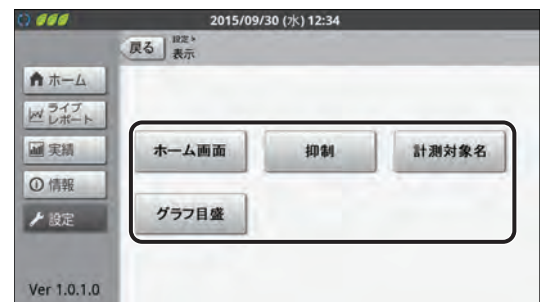 2015/09/30 (水) 12:34
戻る
設定▸
表示
ホーム
ライブ
レポート
実績
情報
設定
ホーム画面
抑制
計測対象名
グラフ目盛
Ver 1.0.1.0